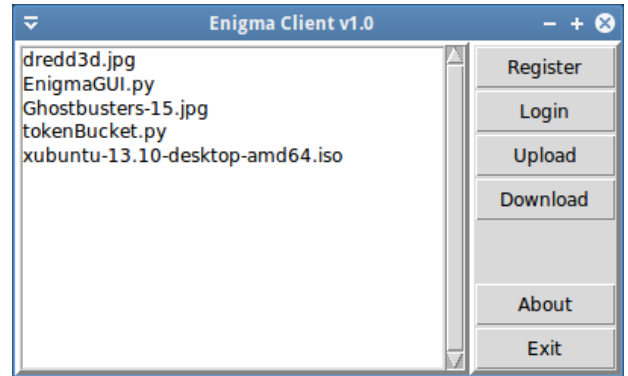 Enigma Client v1.0
dredd3d.jpg
EnigmaGUI.py
Ghostbusters-15.jpg
tokenBucket.py
xubuntu-13.10-desktop-amd64.iso
Register
Login
Upload
Download
About
Exit